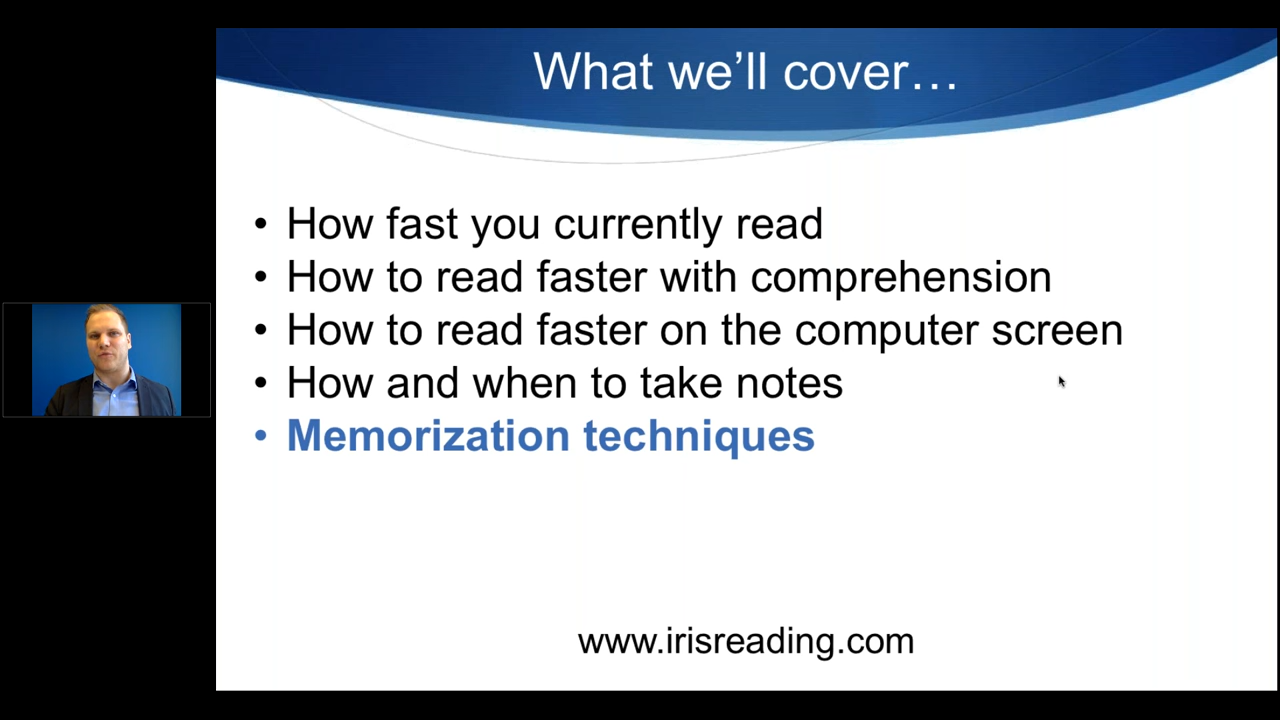 What we’ll cover…
• How fast you currently read
• How to read faster with comprehension
• How to read faster on the computer screen
• How and when to take notes
• Memorization techniques
www.irisreading.com